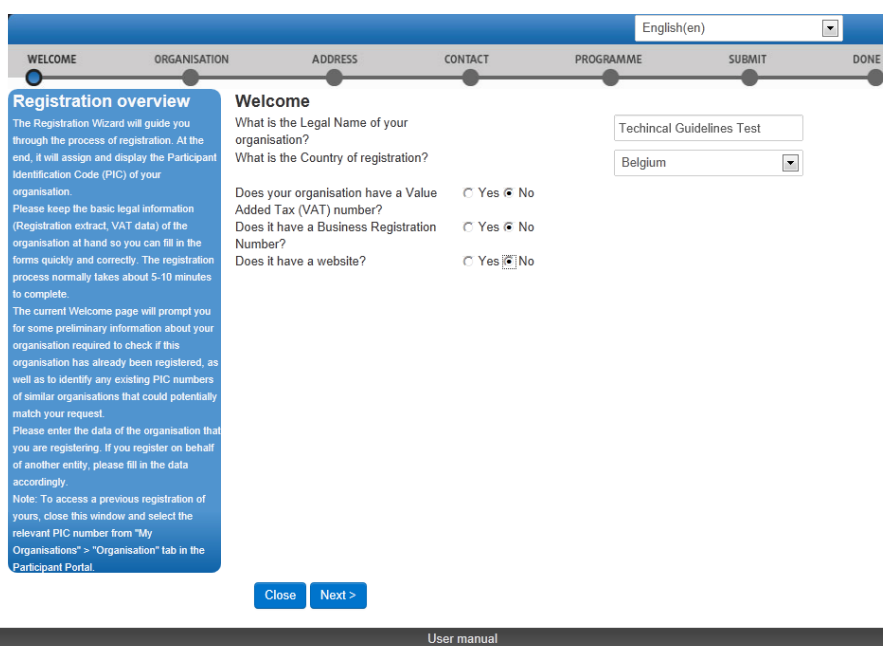 English(en)
WELCOME ORGANISATION ADDRESS CONTACT PROGRAMME SUBMIT DONE
Registration overview
The Registration Wizard will guide you
through the process of registration. At the
end, it will assign and display the Participant
Identification Code (PIC) of your
organisation.
Please keep the basic legal information
(Registration extract, VAT data) of the
organisation at hand so you can fill in the
forms quickly and correctly. The registration
process normally takes about 5-10 minutes
to complete.
The current Welcome page will prompt you
for some preliminary information about your
organisation required to check if this
organisation has already been registered, as
well as to identify any existing PIC numbers
of similar organisations that could potentially
match your request.
Please enter the data of the organisation that
you are registering. If you register on behalf
of another entity, please fill in the data
accordingly.
Note: To access a previous registration of
yours, close this window and select the
relevant PIC number from "My
Organisations" > "Organisation" tab in the
Participant Portal.
Welcome
What is the Legal Name of your
organisation?
Techincal Guidelines Test
What is the Country of registration?
Belgium
Does your organisation have a Value
Added Tax (VAT) number?
Yes No
Does it have a Business Registration
Number?
Yes No
Does it have a website?
Yes No
Close Next >
User manual